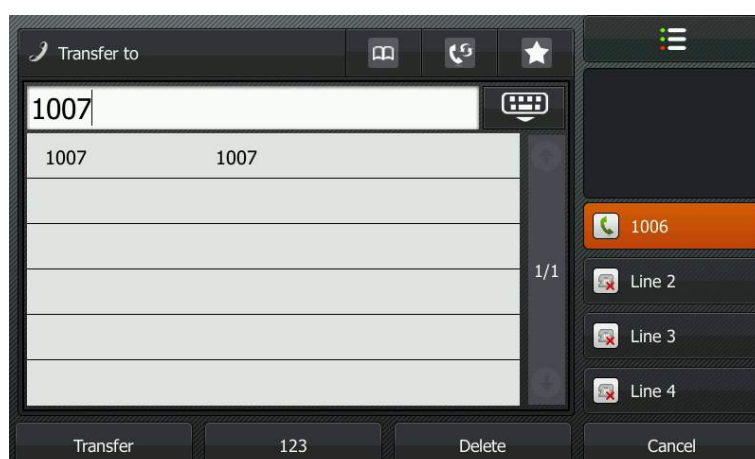 Transfer to
1007
1007 1007
1/1
1006
Line 2
Line 3
Line 4
Transfer 123 Delete Cancel